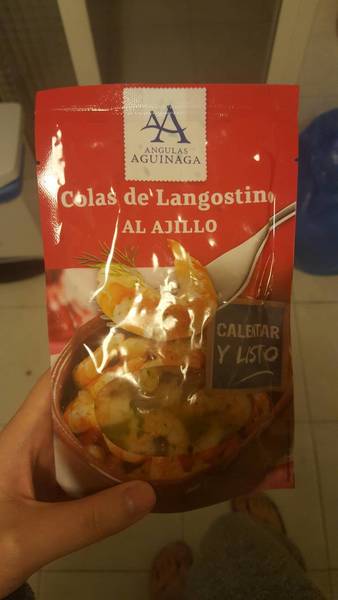 AA
ANGULAS
AGUINAGA
Colas de Langostino
AL AJILLO
CALENTAR
Y LISTO